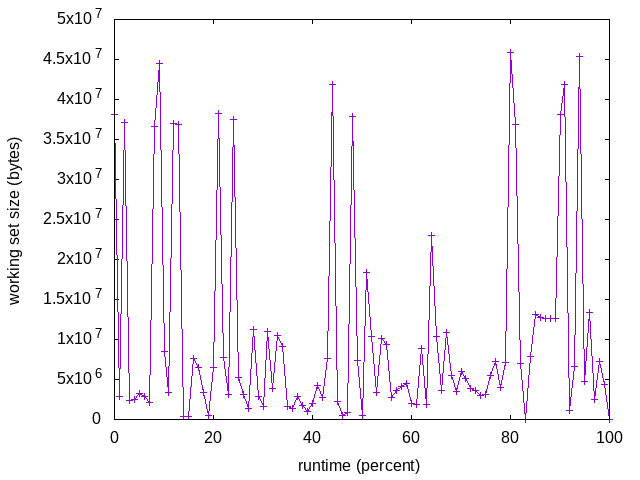 5x10^7
4.5x10^7
4x10^7
3.5x10^7
3x10^7
2.5x10^7
2x10^7
1.5x10^7
1x10^7
5x10^6
0
working set size (bytes)
0 20 40 60 80 100
runtime (percent)